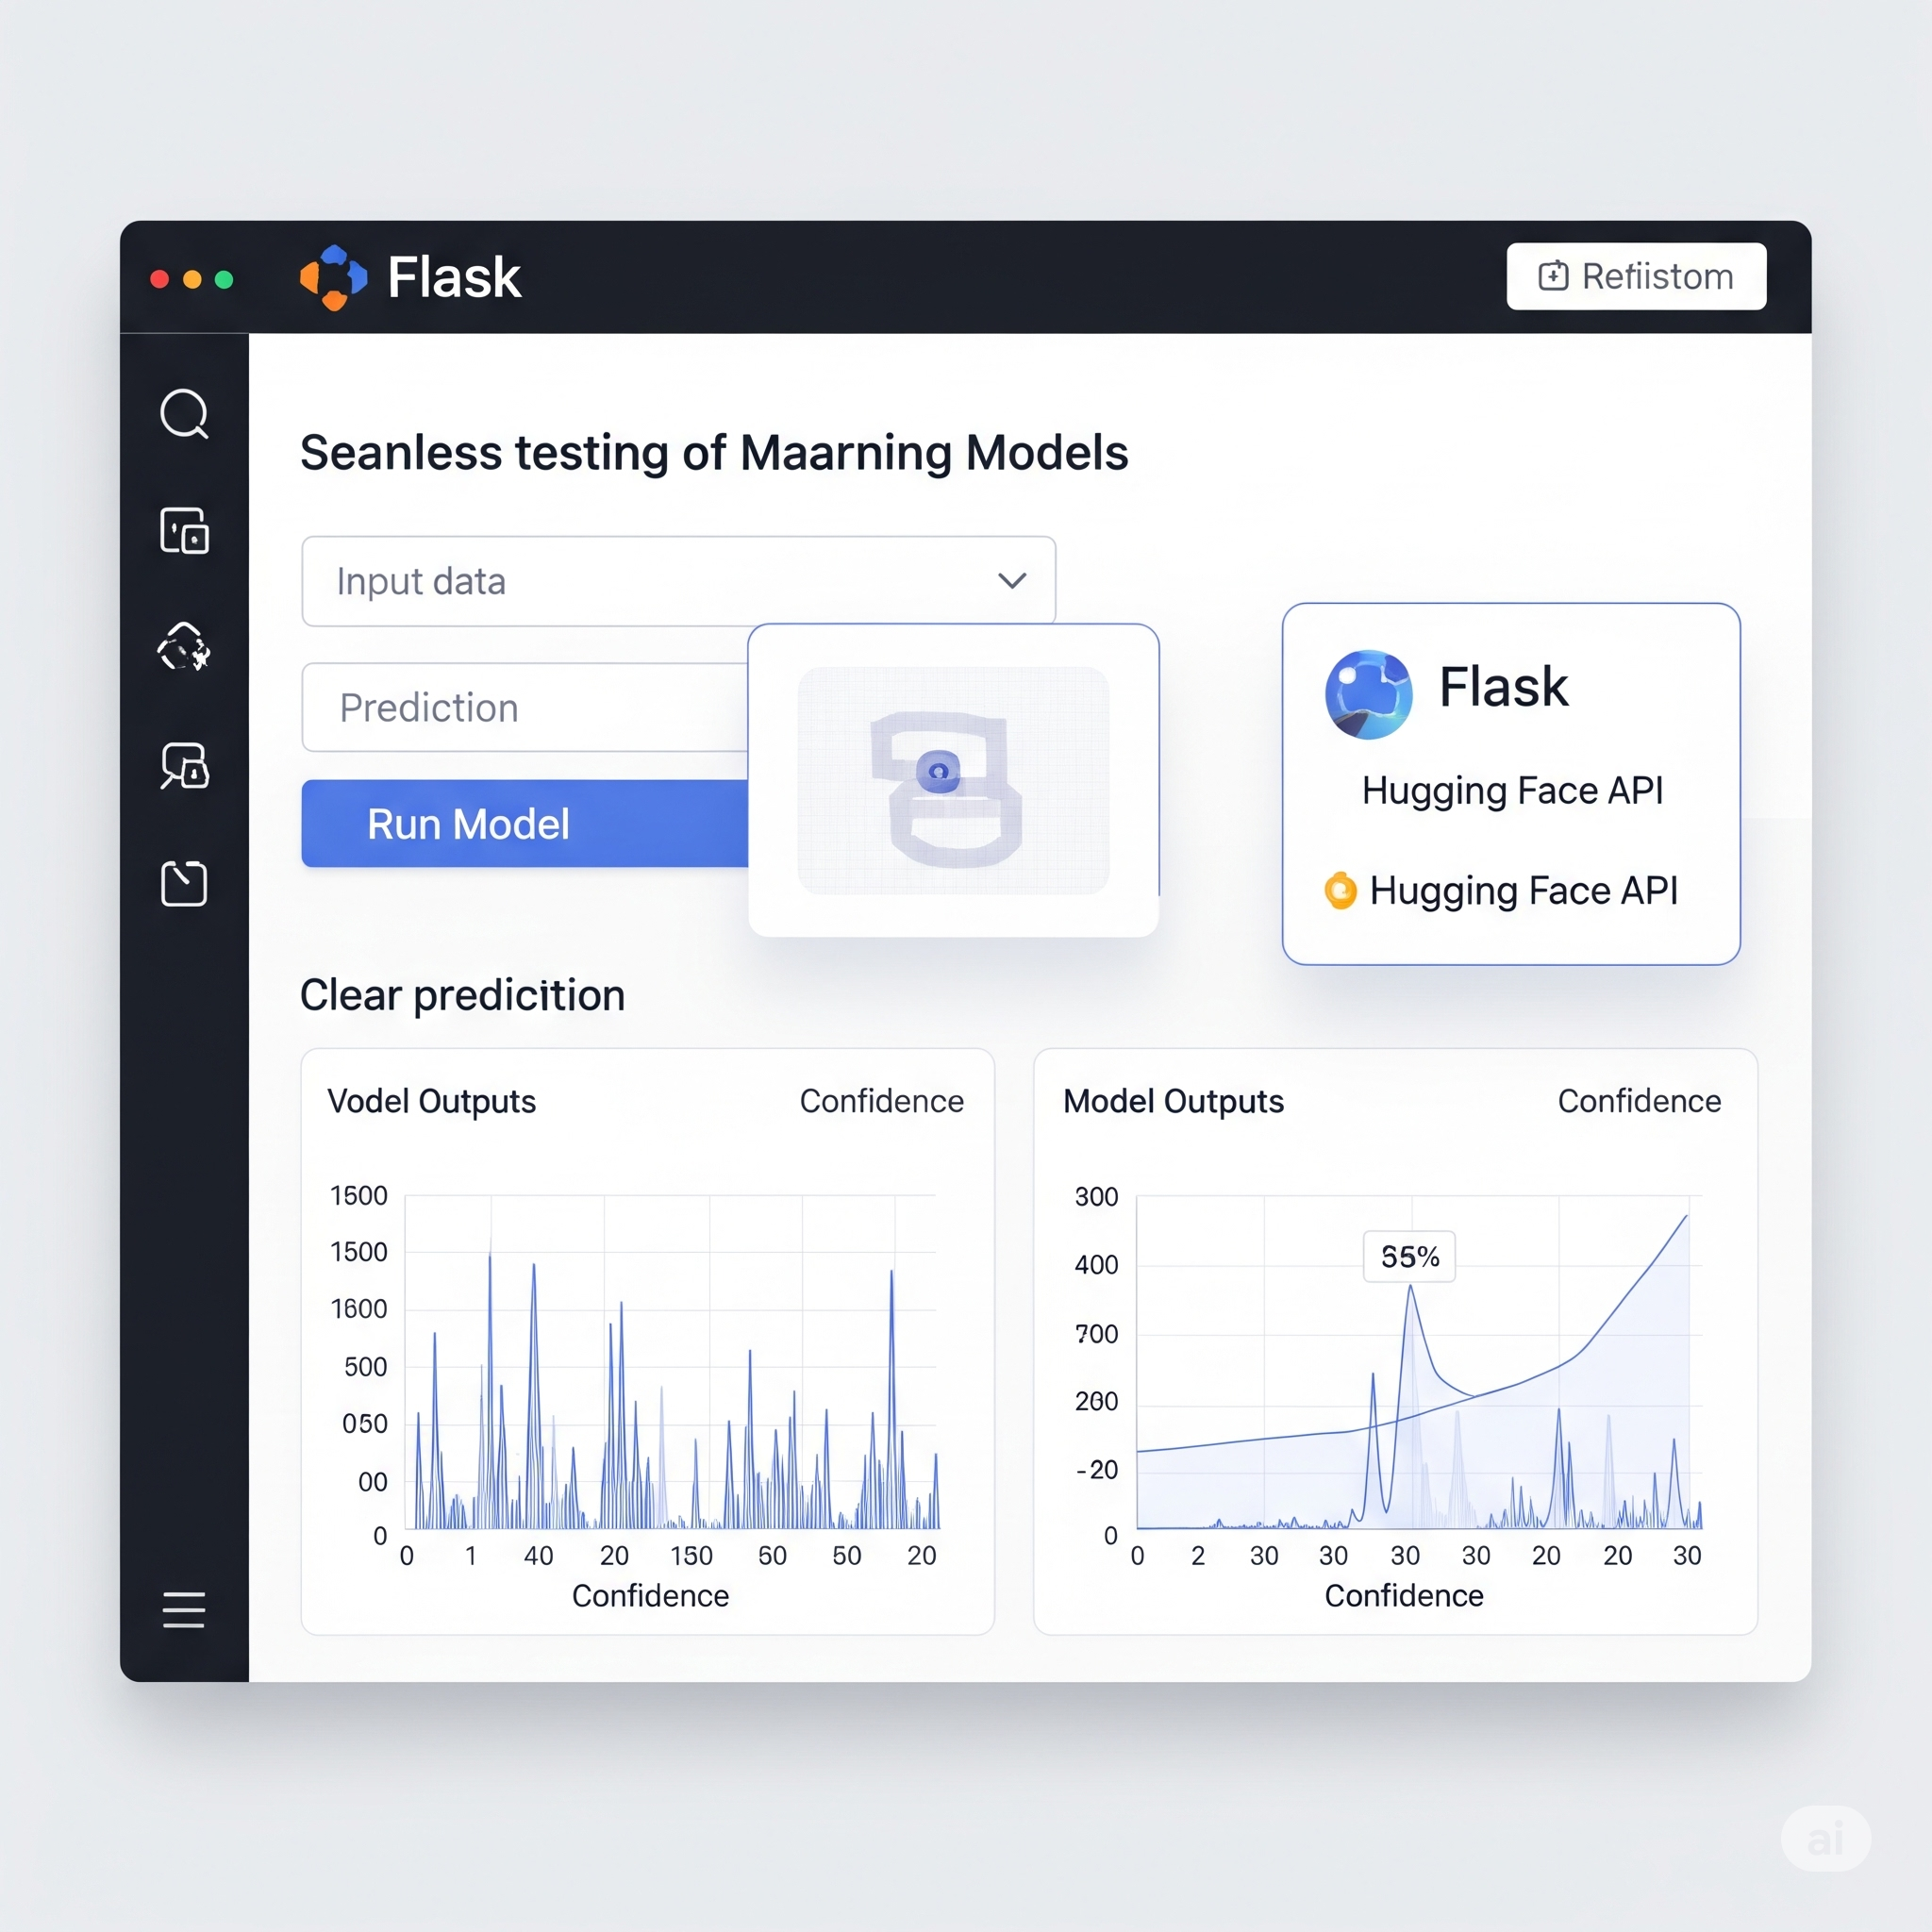 Flask
Refiistom
Seanless testing of Maarning Models
Input data
Prediction
Run Model
Flask
Hugging Face API
Hugging Face API
Clear predicition
Vodel Outputs Confidence
1500
1500
1600
500
050
00
0
0 1 40 20 150 60 50 20
Confidence
Model Outputs Confidence
300
400
700
200
-20
0
65%
0 2 30 30 30 30 20 20 30
Confidence
ai